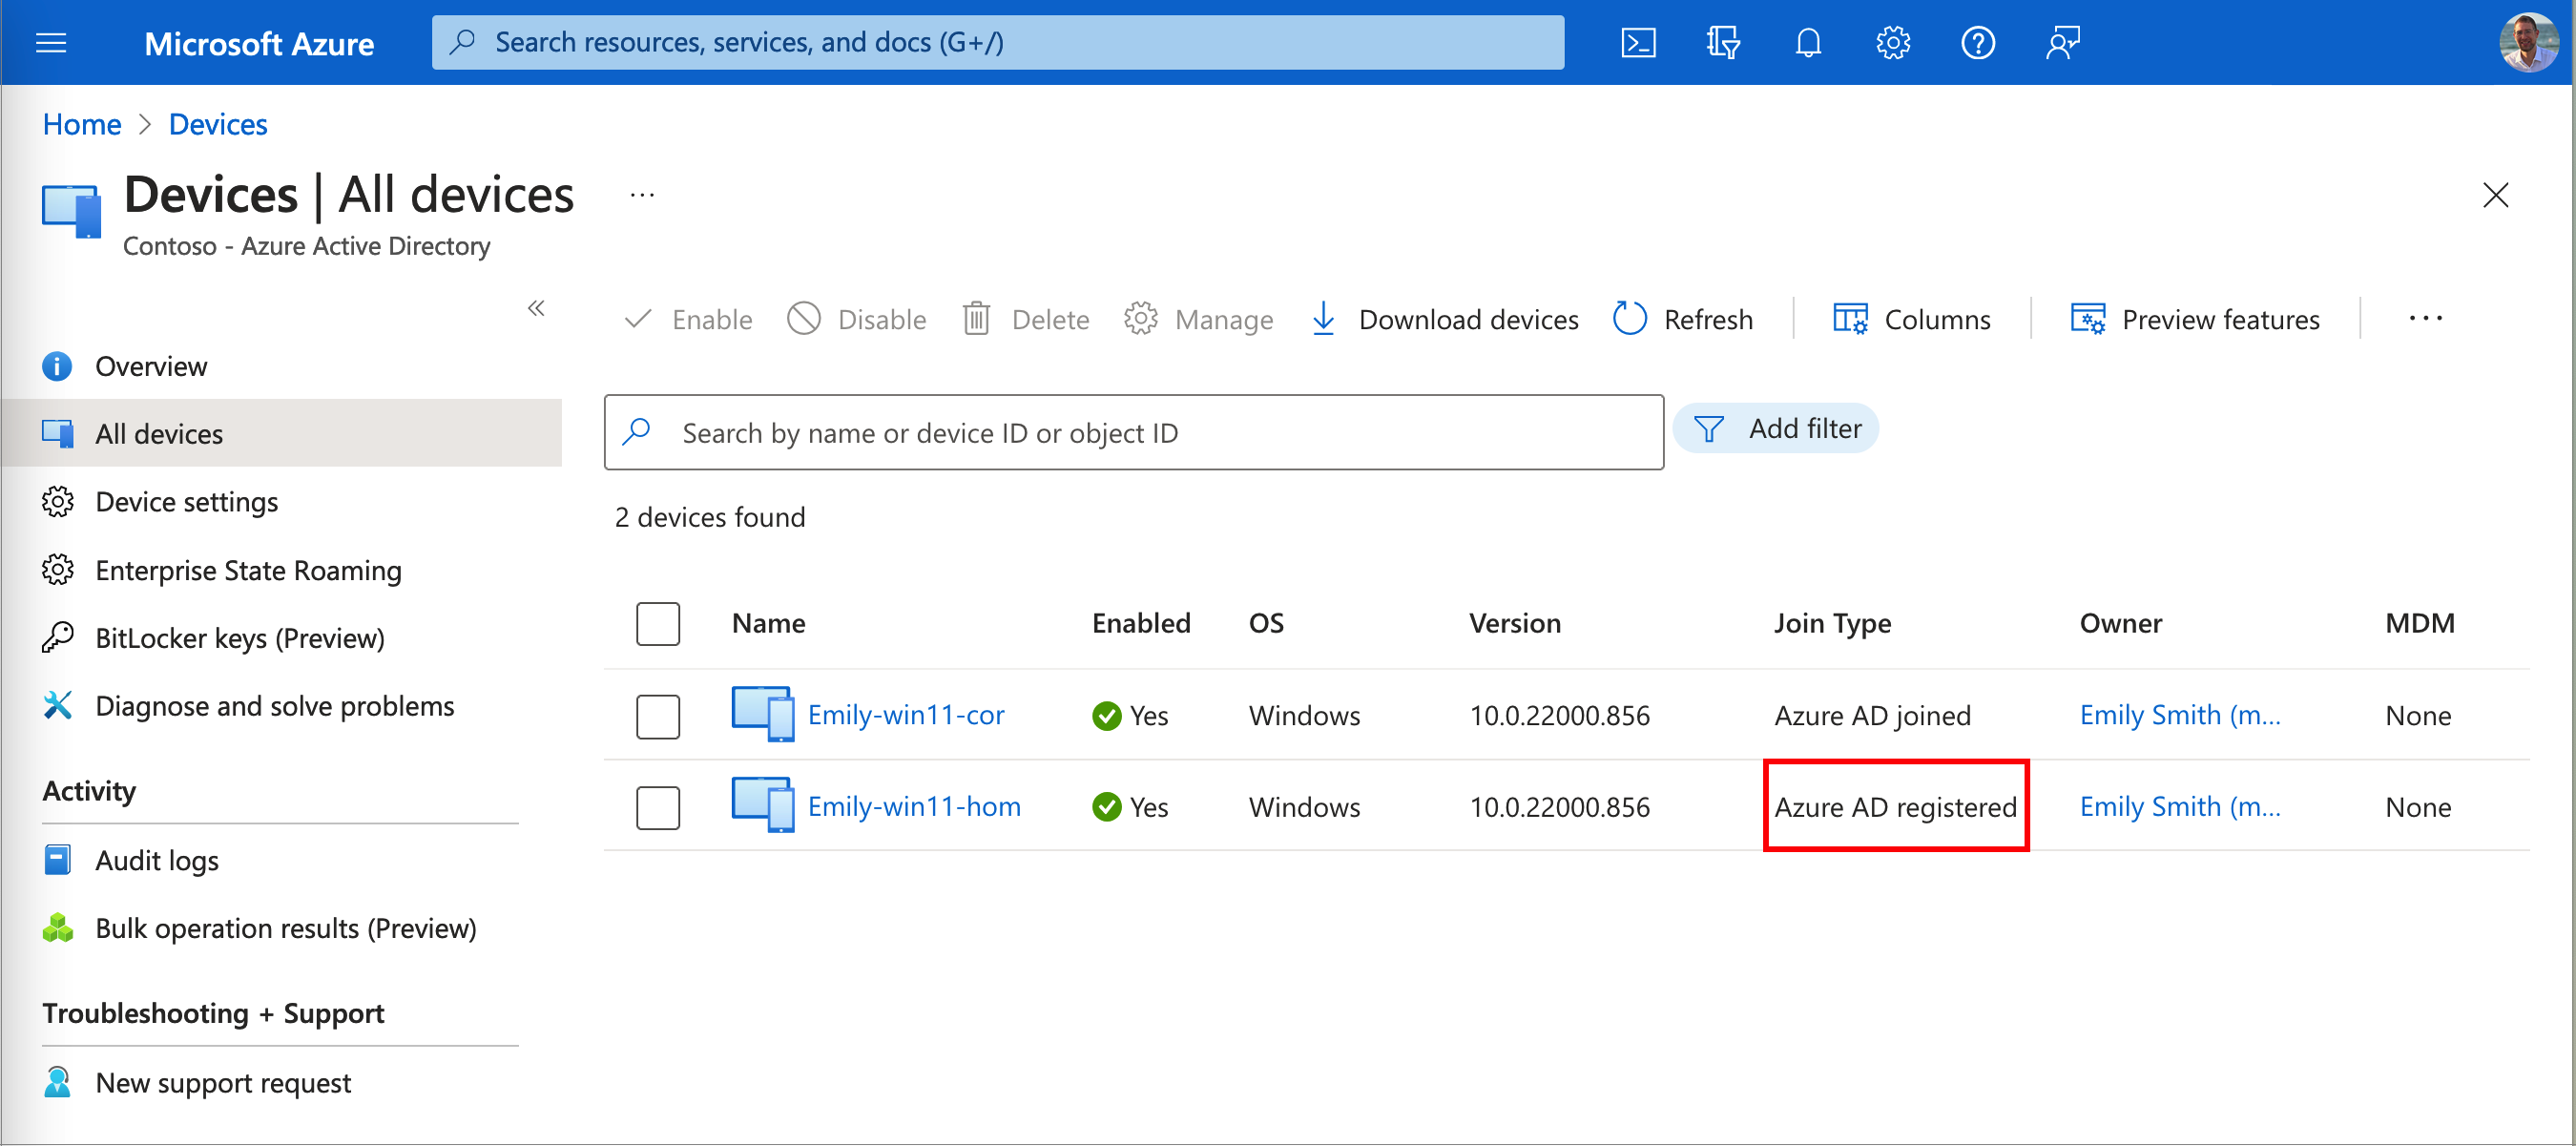 Microsoft Azure
Search resources, services, and docs (G+/)
Home > Devices
Devices | All devices ...
Contoso - Azure Active Directory
Overview
All devices
Device settings
Enterprise State Roaming
BitLocker keys (Preview)
Diagnose and solve problems
Activity
Audit logs
Bulk operation results (Preview)
Troubleshooting + Support
New support request
Enable Disable Delete Manage Download devices Refresh Columns Preview features ...
Search by name or device ID or object ID
Add filter
2 devices found
Name Enabled OS Version Join Type Owner MDM
Emily-win11-cor Yes Windows 10.0.22000.856 Azure AD joined Emily Smith (m... None
Emily-win11-hom Yes Windows 10.0.22000.856 Azure AD registered Emily Smith (m... None